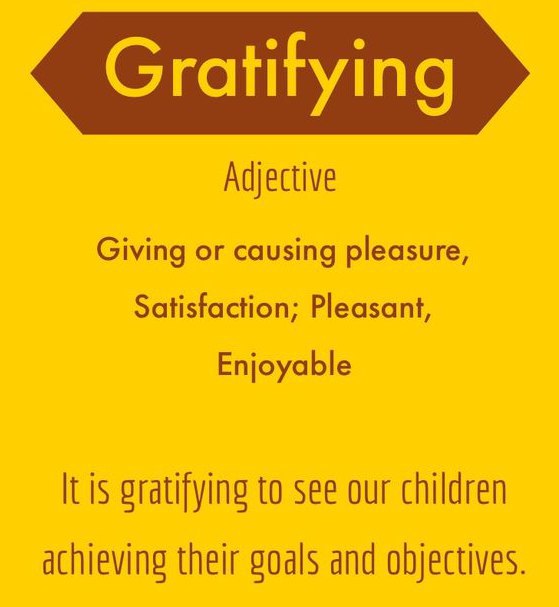 Gratifying
Adjective
Giving or causing pleasure,
Satisfaction; Pleasant,
Enjoyable
It is gratifying to see our children
achieving their goals and objectives.